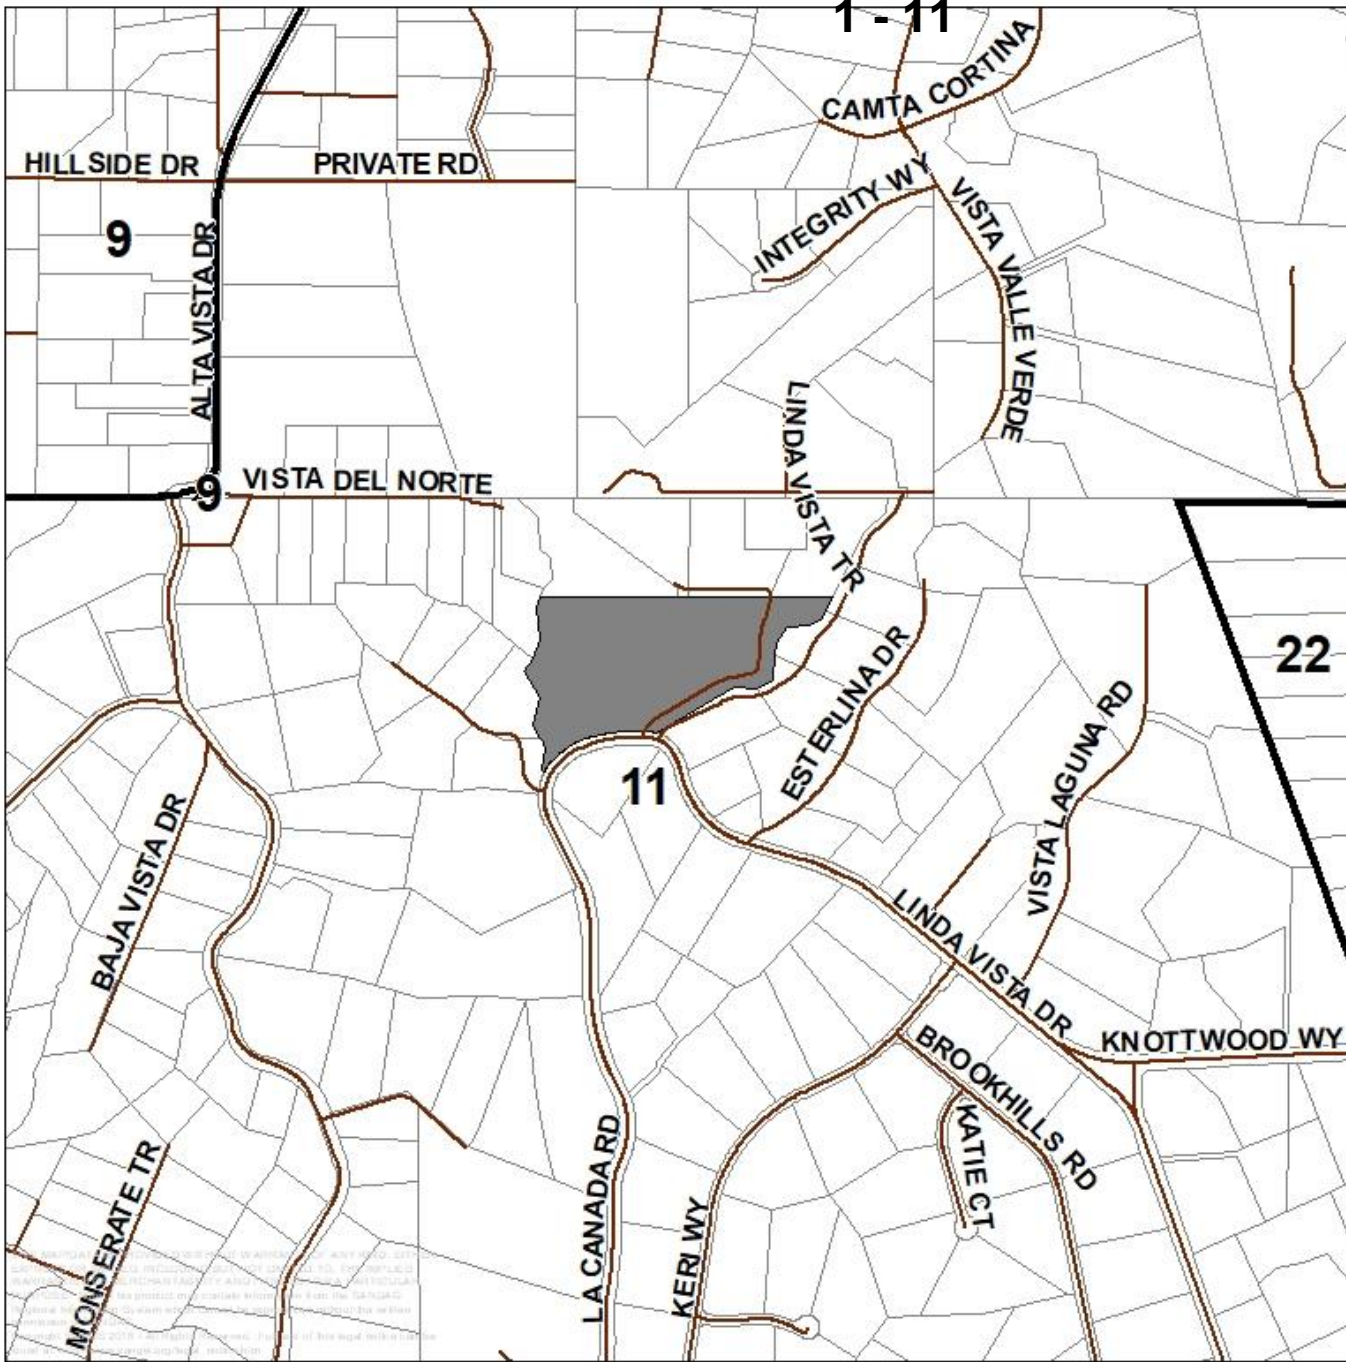 1 - 11
CAMTA CORTINA
HILLSIDE DR
PRIVATE RD
INTEGRITY WY
VISTA VALLE VERDE
9
ALTA VISTA DR
LINDA VISTA TR
9
VISTA DEL NORTE
22
ESTERLINA DR
VISTA LAGUNA RD
11
BAJA VISTA DR
LINDA VISTA DR
KNOTTWOOD WY
BROOKHILLS RD
KATIE CT
LA CANADA RD
KERI WY
MONSERATE TR